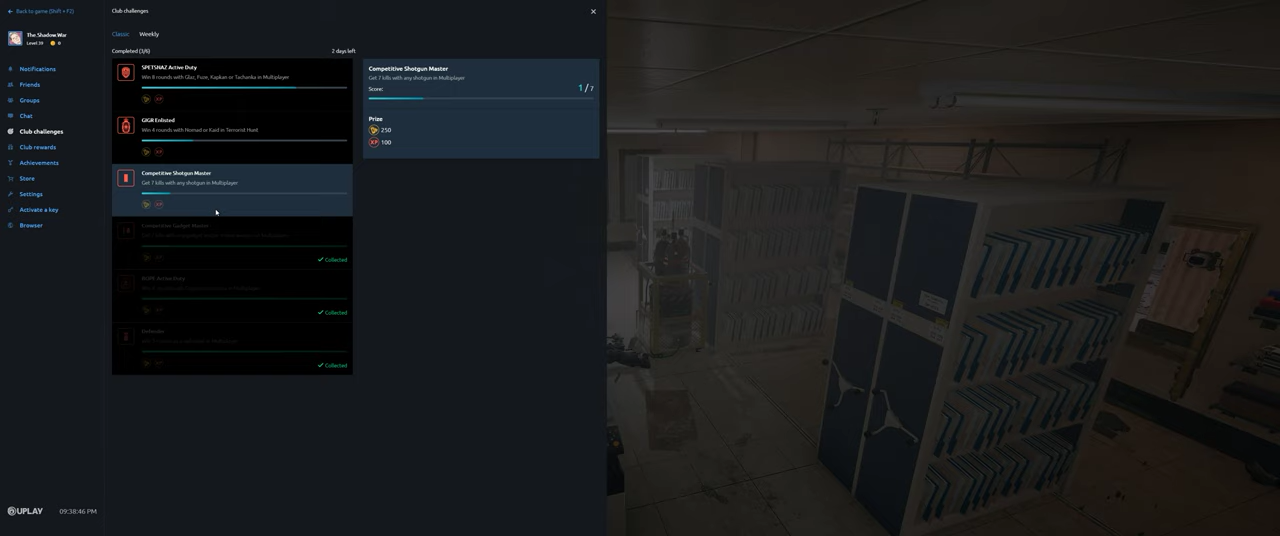 Back to game (Shift + F2)
The.Shadow.War
Level 39 0
Notifications
Friends
Groups
Chat
Club challenges
Club rewards
Achievements
Store
Settings
Activate a key
Browser
UPLAY
09:38:46 PM
Club challenges
Classic Weekly
Completed (3/6) 2 days left
SPETSNAZ Active Duty
Win 8 rounds with Glaz, Fuze, Kapkan or Tachanka in Multiplayer
XP
GIGR Enlisted
Win 4 rounds with Nomad or Kaid in Terrorist Hunt
XP
Competitive Shotgun Master
Get 7 kills with any shotgun in Multiplayer
XP
Collected
BOPE Active Duty
Collected
Defender
Collected
Competitive Shotgun Master
Get 7 kills with any shotgun in Multiplayer
Score: 1 / 7
Prize
250
XP 100